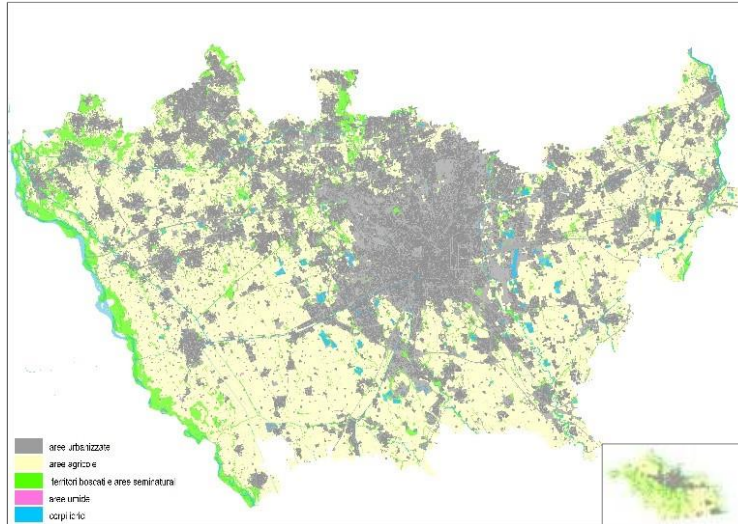 aree urbanizzate
aree agricole
territori boscati e aree seminaturali
aree umide
corpi idrici